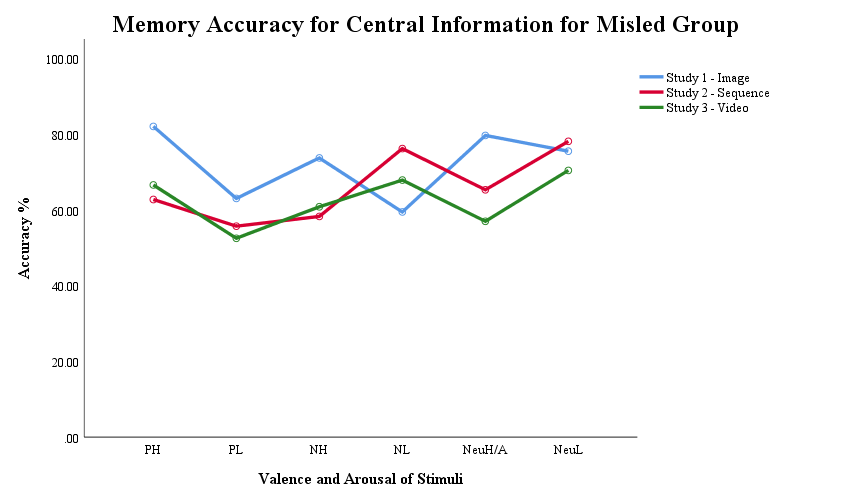 Memory Accuracy for Central Information for Misled Group
Study 1 - Image
Study 2 - Sequence
Study 3 - Video
Accuracy %
100.00
80.00
60.00
40.00
20.00
.00
PH PL NH NL NeuH/A NeuL
Valence and Arousal of Stimuli